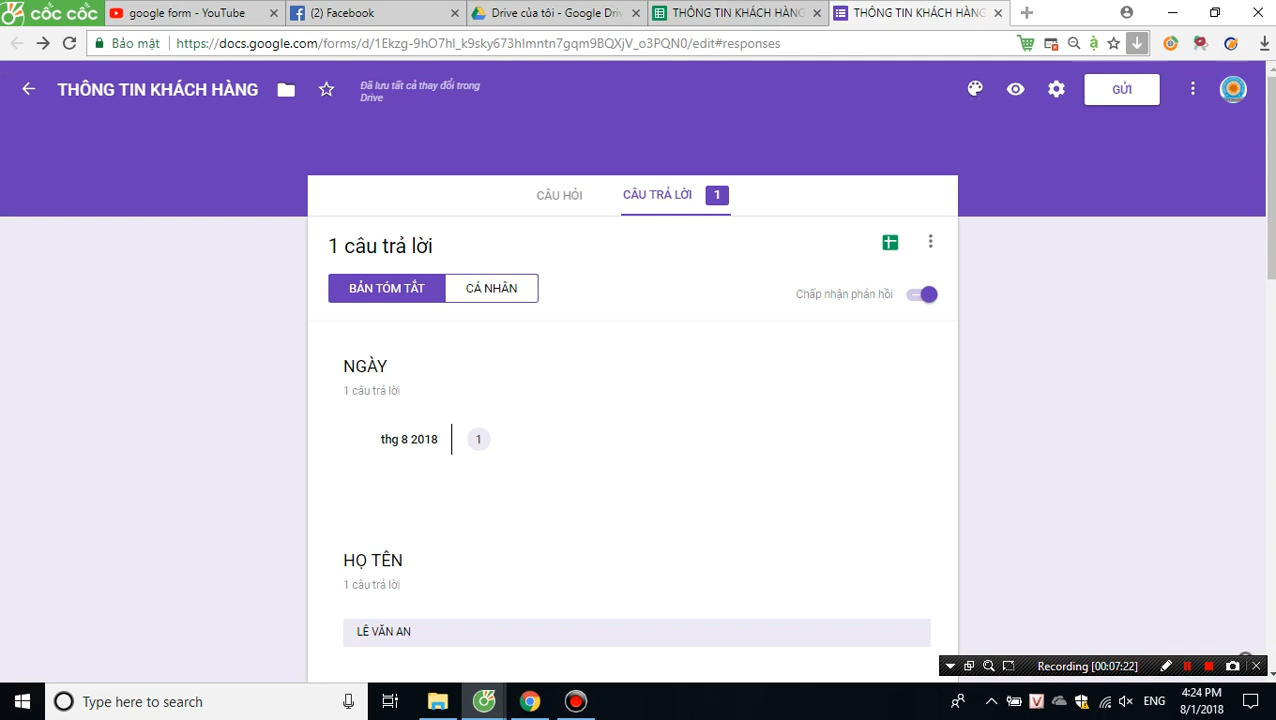 cốc cốc
google form - YouTube
(2) Facebook
Drive của tôi - Google Driv
THÔNG TIN KHÁCH HÀNG
THÔNG TIN KHÁCH HÀNG
Bảo mật
https://docs.google.com/forms/d/1Ekzg-9hO7hI_k9sky673hImntn7gqm9BQXjV_o3PQN0/edit#responses
THÔNG TIN KHÁCH HÀNG
Đã lưu tất cả thay đổi trong
Drive
GỬI
CÂU HỎI
CÂU TRẢ LỜI 1
1 câu trả lời
BẢN TÓM TẮT
CÁ NHÂN
Chấp nhận phản hồi
NGÀY
1 câu trả lời
thg 8 2018
1
HỌ TÊN
1 câu trả lời
LÊ VĂN AN
Recording [00:07:22]
Type here to search
ENG
4:24 PM
8/1/2018